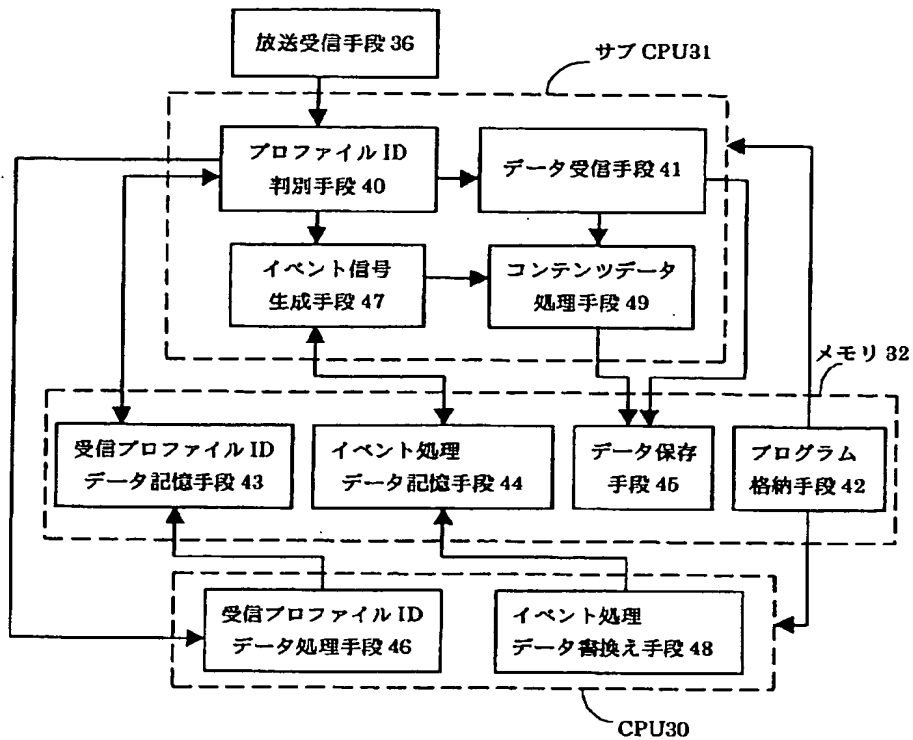 放送受信手段 36
サブ CPU31
プロファイル ID
判別手段 40
データ受信手段 41
イベント信号
生成手段 47
コンテンツデータ
処理手段 49
メモリ 32
受信プロファイル ID
データ記憶手段 43
イベント処理
データ記憶手段 44
データ保存
手段 45
プログラム
格納手段 42
受信プロファイル ID
データ処理手段 46
イベント処理
データ書換え手段 48
CPU30